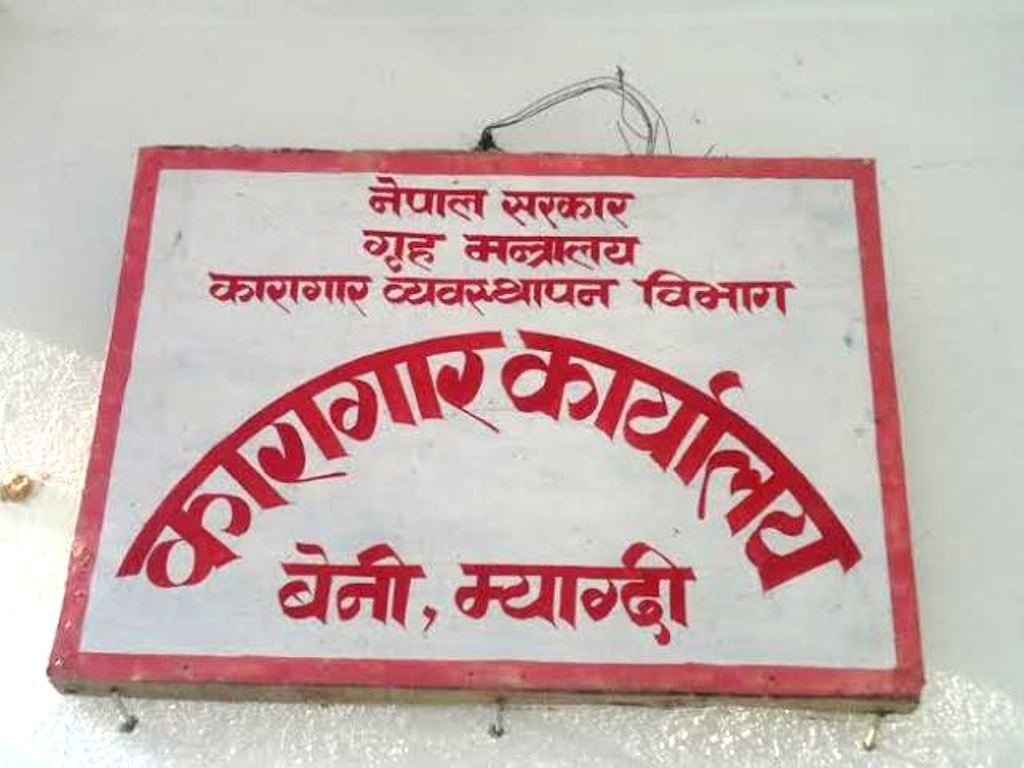 नेपाल सरकार
गृह मन्त्रालय
कारागार व्यवस्थापन विभाग
कारागार कार्यालय
बेनी, म्याग्दी